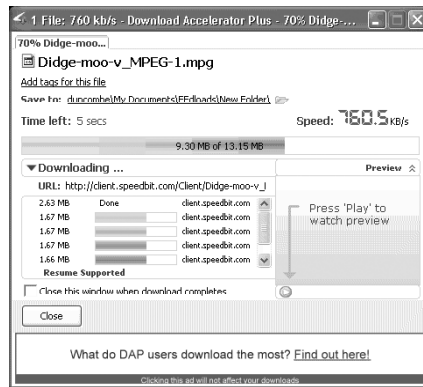 1 File: 760 kb/s - Download Accelerator Plus - 70% Didge-...
70% Didge-moo...
Didge-moo-v_MPEG-1.mpg
Add tags for this file
Save to: duncombe\My Documents\EEdloads\New Folder\
Time left: 5 secs
Speed: 760.5 KB/s
9.30 MB of 13.15 MB
Downloading ...
Preview
URL: http://client.speedbit.com/Client/Didge-moo-v_I
2.63 MB Done client.speedbit.com
1.67 MB client.speedbit.com
1.67 MB client.speedbit.com
1.67 MB client.speedbit.com
1.66 MB client.speedbit.com
Press 'Play' to
watch preview
Resume Supported
Close this window when download completes
Close
What do DAP users download the most? Find out here!
Clicking this ad will not affect your downloads